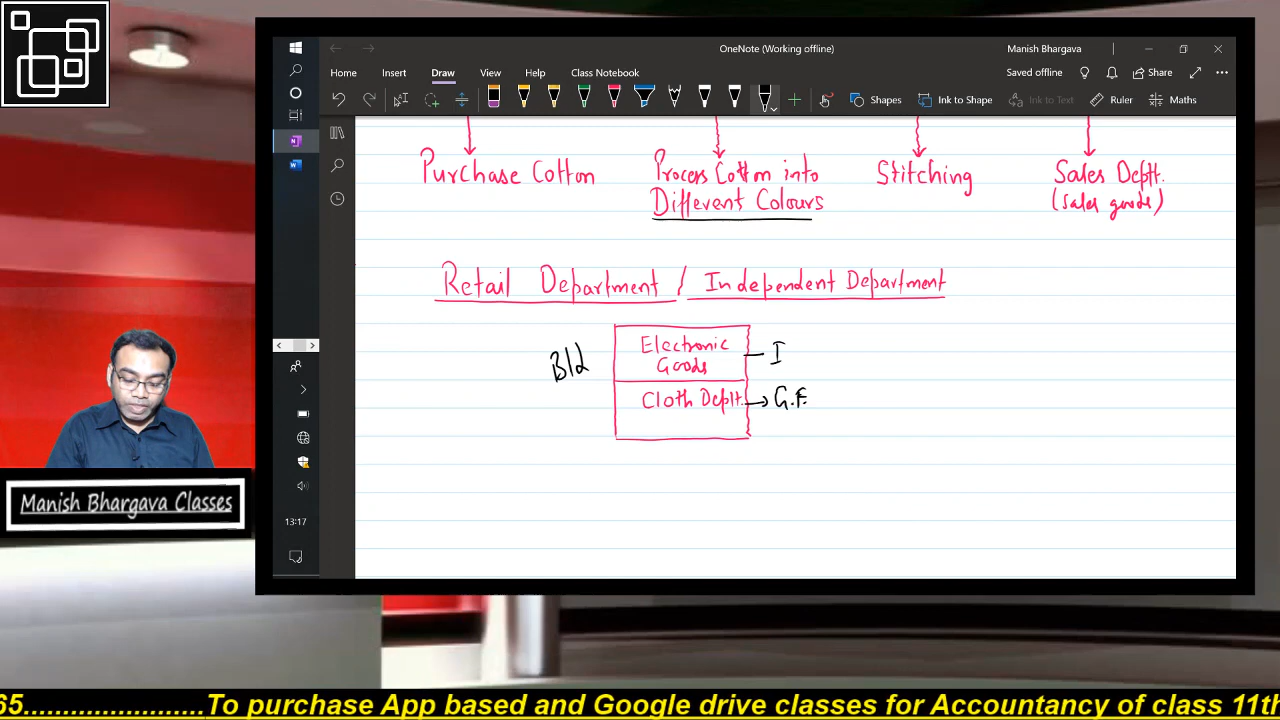 OneNote (Working offline)
Manish Bhargava
Home Insert Draw View Help Class Notebook
Saved offline
Share
Shapes
Ink to Shape
Ink to Text
Ruler
Maths
Purchase Cotton
Process Cotton into
Different Colours
Stitching
Sales Deptt.
(Sales goods)
Retail Department / Independent Department
Electronic
Goods
I
Cloth Deptt.
G.F
Manish Bhargava Classes
13:17
65.......................To purchase App based and Google drive classes for Accountancy of class 11th